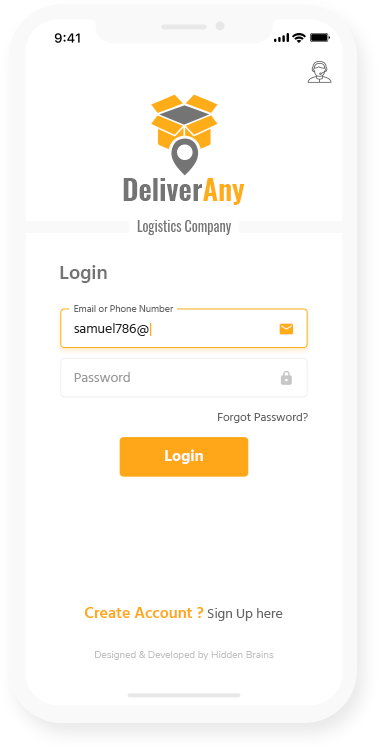 9:41
DeliverAny
Logistics Company
Login
Email or Phone Number
samuel786@
Password
Forgot Password?
Login
Create Account ? Sign Up here
Designed & Developed by Hidden Brains